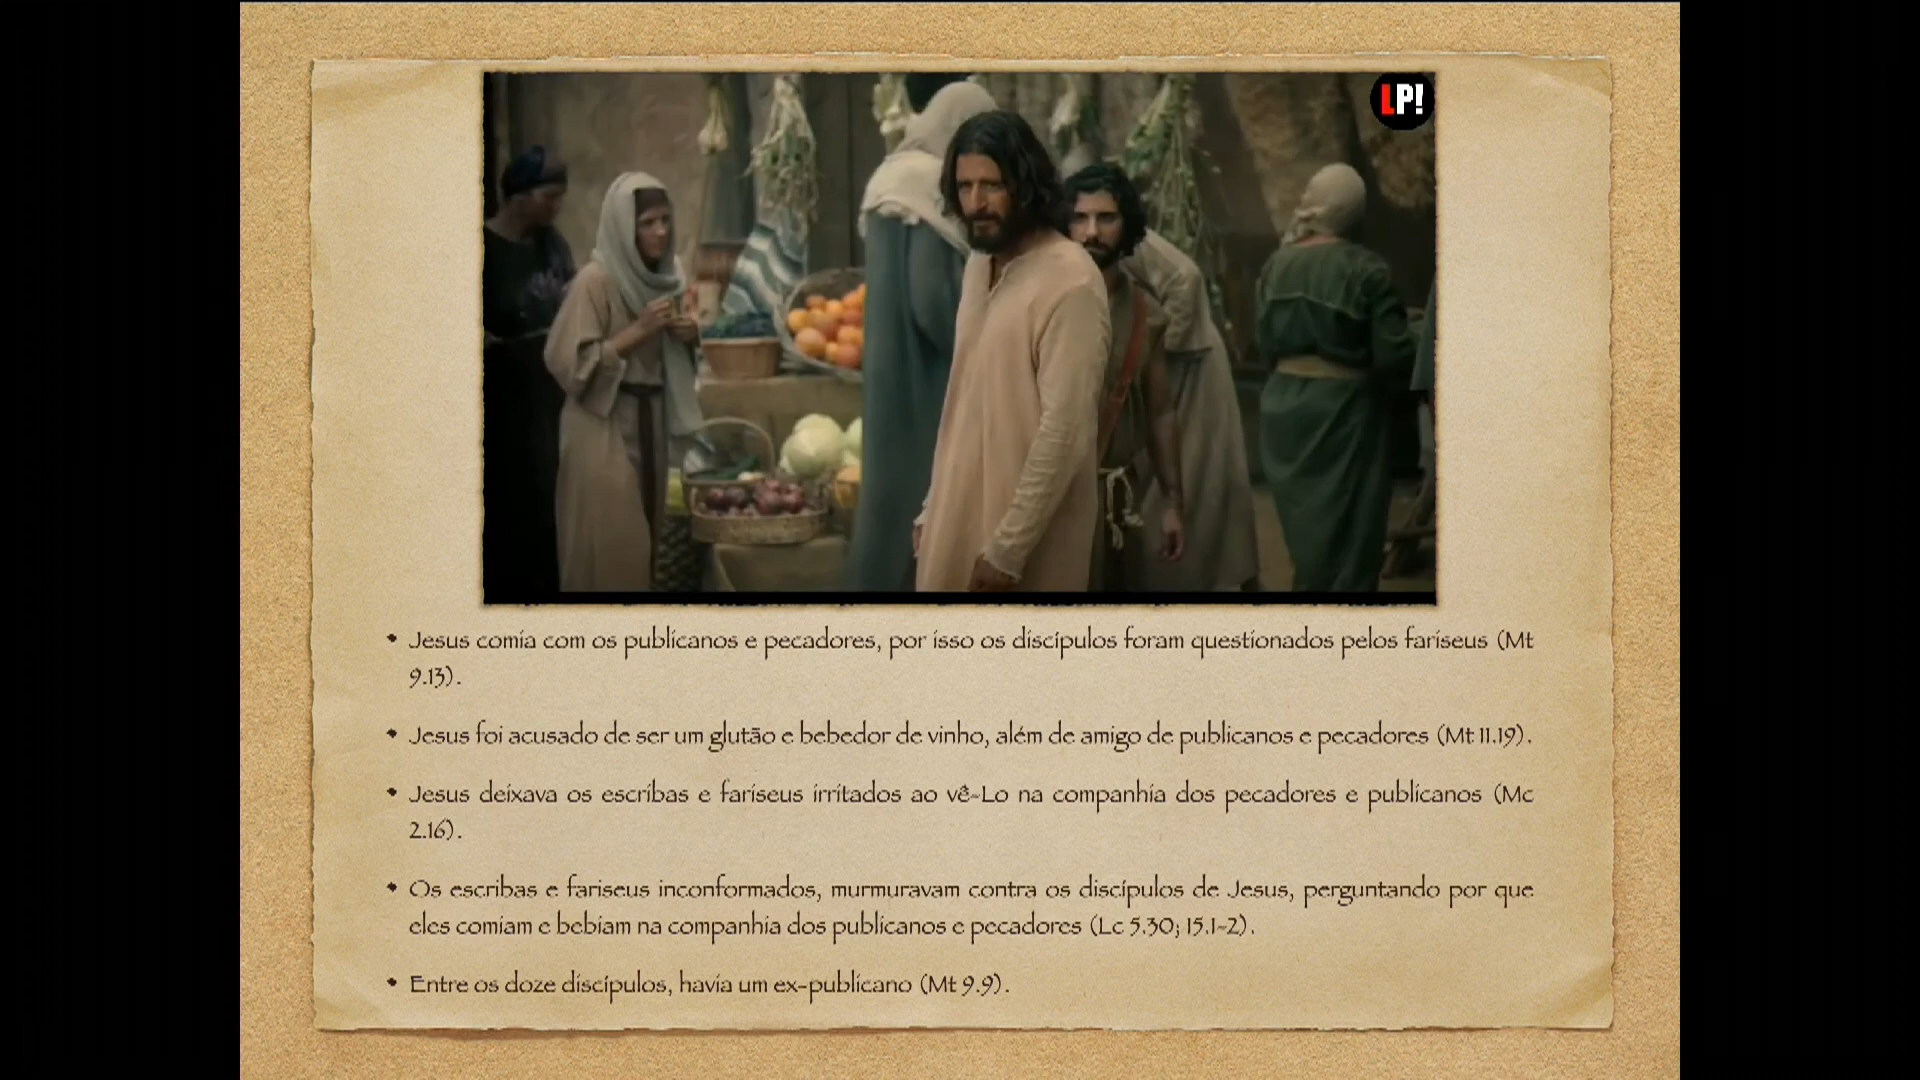 LP!
• Jesus comia com os publicanos e pecadores, por isso os discípulos foram questionados pelos fariseus (Mt
9.13).
• Jesus foi acusado de ser um glutão e bebedor de vinho, além de amigo de publicanos e pecadores (Mt 11.19).
• Jesus deixava os escribas e fariseus irritados ao vê-Lo na companhia dos pecadores e publicanos (Mc
2.16).
• Os escribas e fariseus inconformados, murmuravam contra os discípulos de Jesus, perguntando por que
eles comiam e bebiam na companhia dos publicanos e pecadores (Lc 5.30; 15.1-2).
• Entre os doze discípulos, havia um ex-publicano (Mt 9.9).